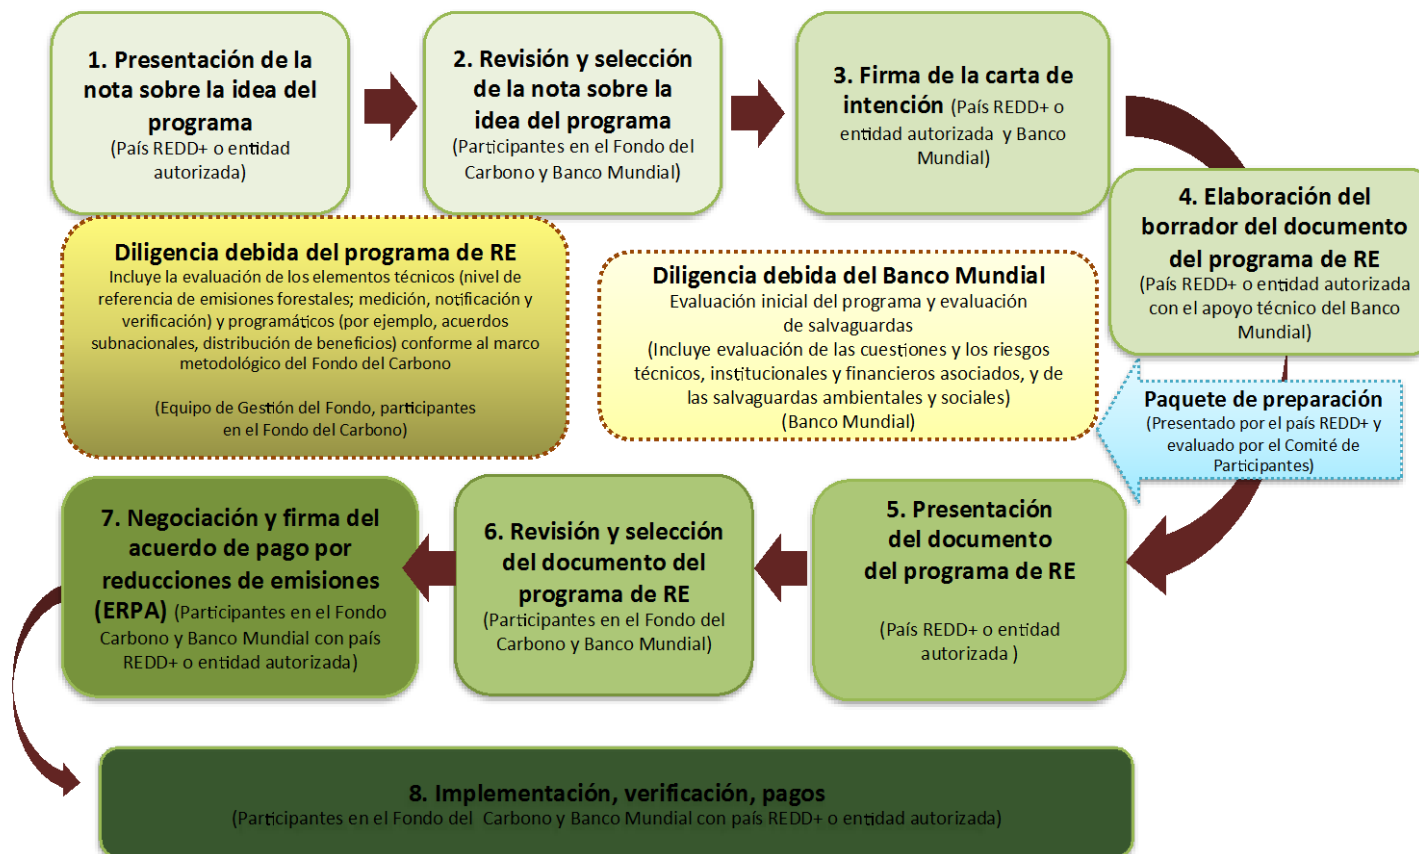 1. Presentación de la
nota sobre la idea del
programa
(País REDD+ o entidad
autorizada)
2. Revisión y selección
de la nota sobre la
idea del programa
(Participantes en el Fondo del
Carbono y Banco Mundial)
3. Firma de la carta de
intención (País REDD+ o
entidad autorizada y Banco
Mundial)
4. Elaboración del
borrador del documento
del programa de RE
(País REDD+ o entidad autorizada
con el apoyo técnico del Banco
Mundial)
Diligencia debida del programa de RE
Incluye la evaluación de los elementos técnicos (nivel de
referencia de emisiones forestales; medición, notificación y
verificación) y programáticos (por ejemplo, acuerdos
subnacionales, distribución de beneficios) conforme al marco
metodológico del Fondo del Carbono
(Equipo de Gestión del Fondo, participantes
en el Fondo del Carbono)
Diligencia debida del Banco Mundial
Evaluación inicial del programa y evaluación
de salvaguardas
(Incluye evaluación de las cuestiones y los riesgos
técnicos, institucionales y financieros asociados, y de
las salvaguardas ambientales y sociales)
(Banco Mundial)
Paquete de preparación
(Presentado por el país REDD+ y
evaluado por el Comité de
Participantes)
5. Presentación
del documento
del programa de RE
(País REDD+ o entidad
autorizada )
6. Revisión y selección
del documento del
programa de RE
(Participantes en el Fondo del
Carbono y Banco Mundial)
7. Negociación y firma del
acuerdo de pago por
reducciones de emisiones
(ERPA) (Participantes en el Fondo
Carbono y Banco Mundial con país
REDD+ o entidad autorizada)
8. Implementación, verificación, pagos
(Participantes en el Fondo del Carbono y Banco Mundial con país REDD+ o entidad autorizada)